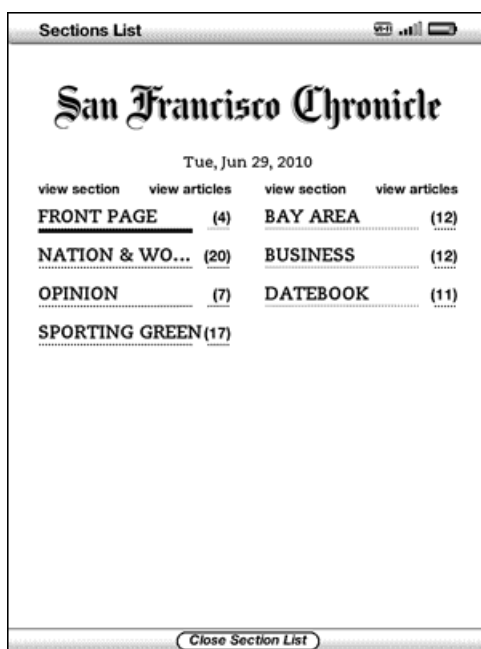 Sections List
Wi-Fi
San Francisco Chronicle
Tue, Jun 29, 2010
view section view articles view section view articles
FRONT PAGE (4) BAY AREA (12)
NATION & WO... (20) BUSINESS (12)
OPINION (7) DATEBOOK (11)
SPORTING GREEN (17)
Close Section List